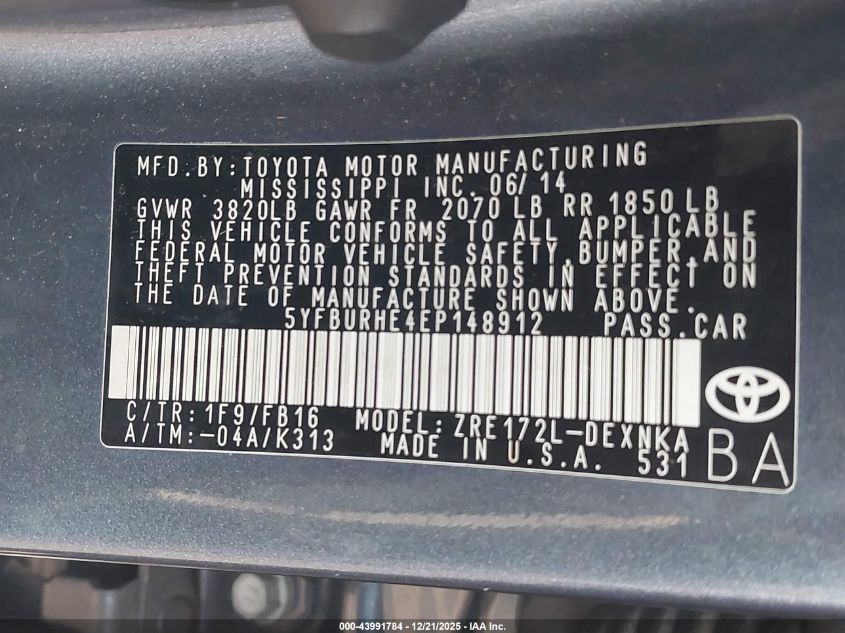 MFD.BY:TOYOTA MOTOR MANUFACTURING
MISSISSIPPI INC. 06/14
GVWR 3820LB GAWR FR 2070 LB RR 1850 LB
THIS VEHICLE CONFORMS TO ALL APPLICABLE
FEDERAL MOTOR VEHICLE SAFETY,BUMPER,AND
THEFT PREVENTION STANDARDS IN EFFECT ON
THE DATE OF MANUFACTURE SHOWN ABOVE.
5YFBURHE4EP148912 PASS.CAR
C/TR:1F9/FB16 MODEL:ZRE172L-DEXNKA
A/TM:-04A/K313 MADE IN U.S.A. 531
BA
000-43991784 - 12/21/2025 - IAA Inc.